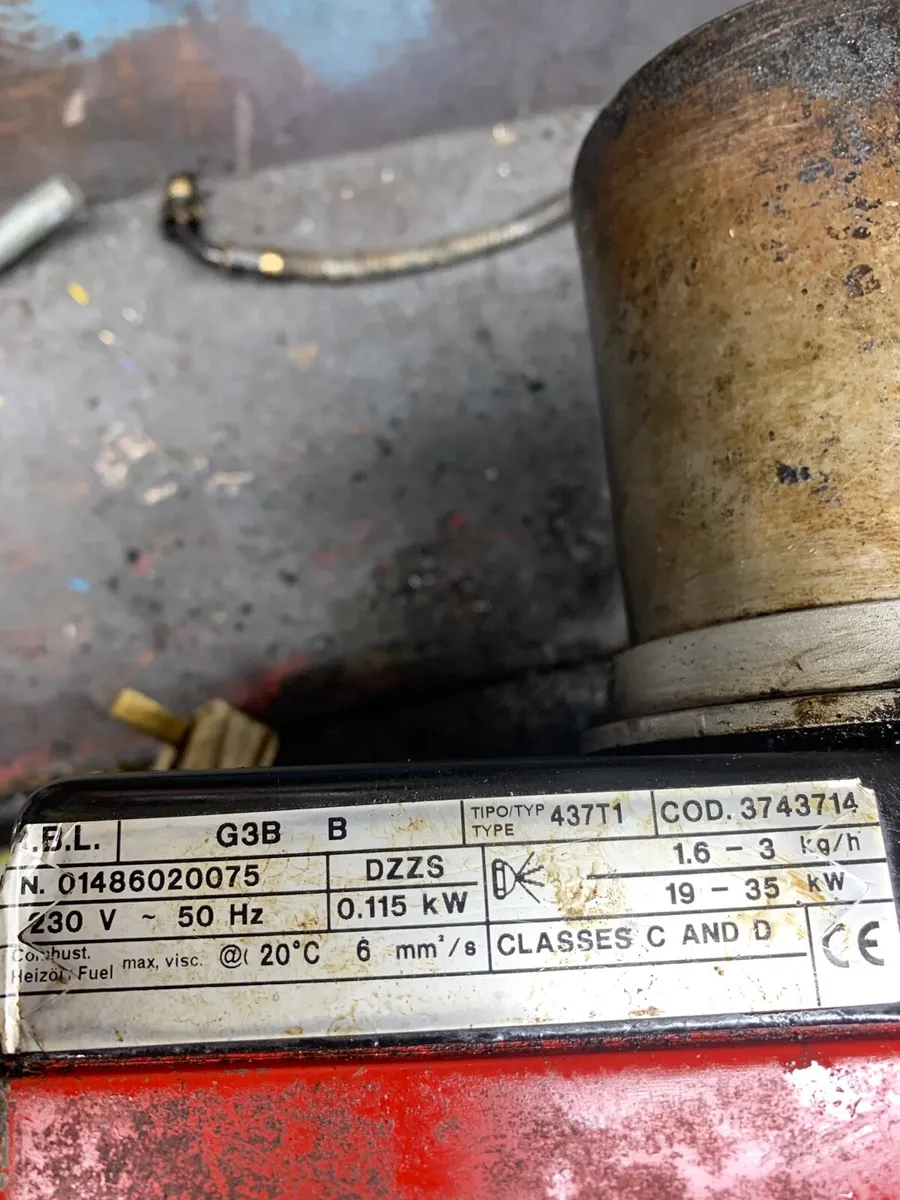 .B.L. G3B B TIPO/TYP TYPE 437T1 COD. 3743714
N. 01486020075 DZZS 1.6 - 3 kg/h
230 V ~ 50 Hz 0.115 kW 19 - 35 kW
Combust.
Heizöl/Fuel max, visc. @( 20°C 6 mm²/s CLASSES C AND D CE